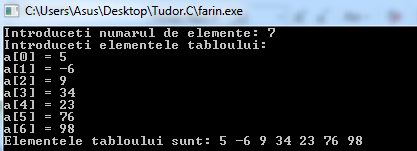 C:\Users\Asus\Desktop\Tudor.C\farin.exe
Introduceti numarul de elemente: 7
Introduceti elementele tabloului:
a[0] = 5
a[1] = -6
a[2] = 9
a[3] = 34
a[4] = 23
a[5] = 76
a[6] = 98
Elementele tabloului sunt: 5 -6 9 34 23 76 98